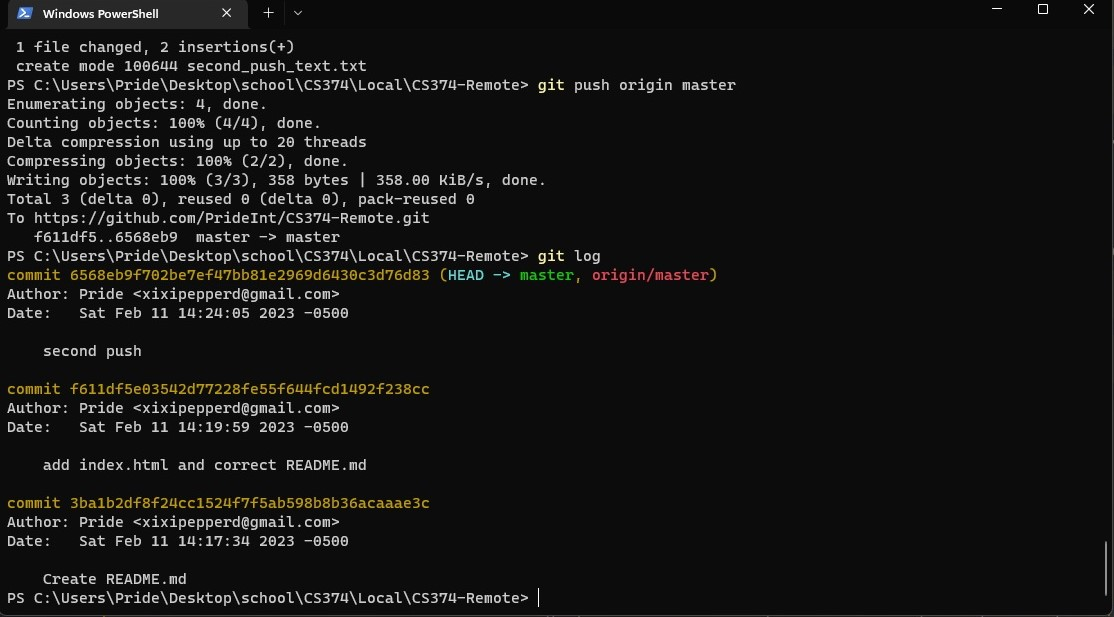 Windows PowerShell
1 file changed, 2 insertions(+)
create mode 100644 second_push_text.txt
PS C:\Users\Pride\Desktop\school\CS374\Local\CS374-Remote> git push origin master
Enumerating objects: 4, done.
Counting objects: 100% (4/4), done.
Delta compression using up to 20 threads
Compressing objects: 100% (2/2), done.
Writing objects: 100% (3/3), 358 bytes | 358.00 KiB/s, done.
Total 3 (delta 0), reused 0 (delta 0), pack-reused 0
To https://github.com/PrideInt/CS374-Remote.git
f611df5..6568eb9  master -> master
PS C:\Users\Pride\Desktop\school\CS374\Local\CS374-Remote> git log
commit 6568eb9f702be7ef47bb81e2969d6430c3d76d83 (HEAD -> master, origin/master)
Author: Pride <xixipepperd@gmail.com>
Date:   Sat Feb 11 14:24:05 2023 -0500
second push
commit f611df5e03542d77228fe55f644fcd1492f238cc
Author: Pride <xixipepperd@gmail.com>
Date:   Sat Feb 11 14:19:59 2023 -0500
add index.html and correct README.md
commit 3ba1b2df8f24cc1524f7f5ab598b8b36acaaae3c
Author: Pride <xixipepperd@gmail.com>
Date:   Sat Feb 11 14:17:34 2023 -0500
Create README.md
PS C:\Users\Pride\Desktop\school\CS374\Local\CS374-Remote>